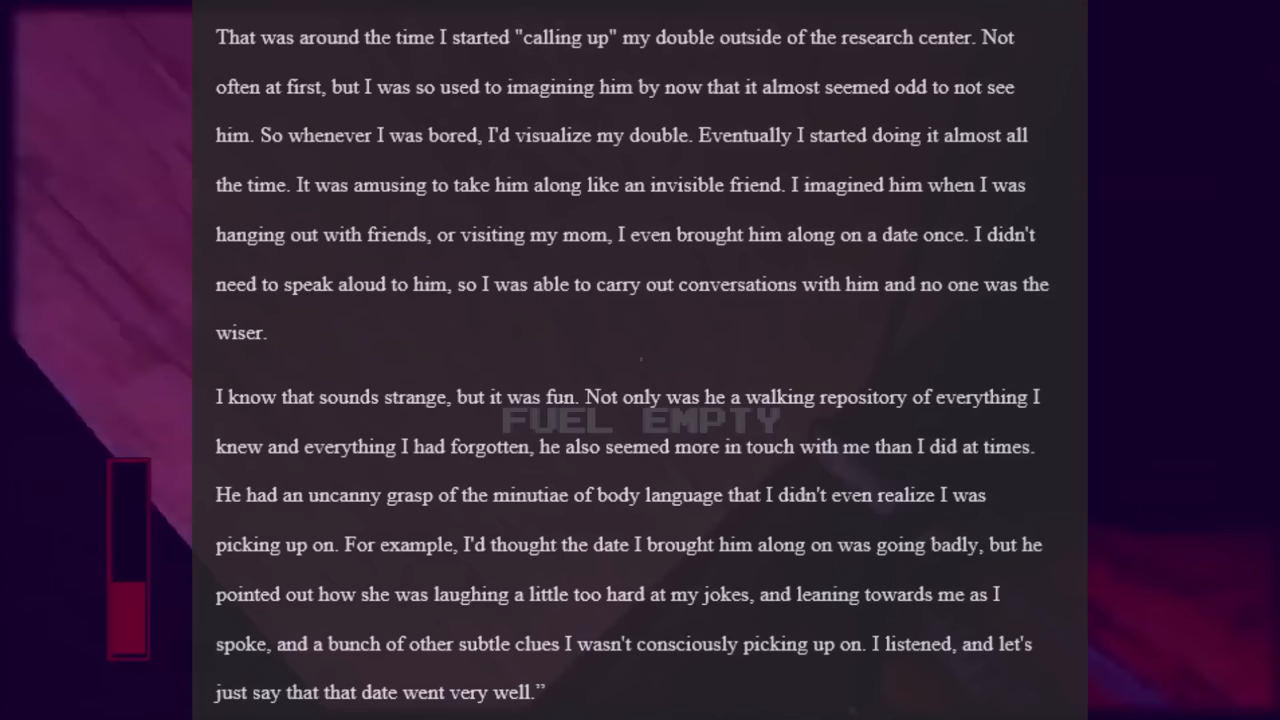 That was around the time I started "calling up" my double outside of the research center. Not
often at first, but I was so used to imagining him by now that it almost seemed odd to not see
him. So whenever I was bored, I'd visualize my double. Eventually I started doing it almost all
the time. It was amusing to take him along like an invisible friend. I imagined him when I was
hanging out with friends, or visiting my mom, I even brought him along on a date once. I didn't
need to speak aloud to him, so I was able to carry out conversations with him and no one was the
wiser.
I know that sounds strange, but it was fun. Not only was he a walking repository of everything I
FUEL EMPTY
knew and everything I had forgotten, he also seemed more in touch with me than I did at times.
He had an uncanny grasp of the minutiae of body language that I didn't even realize I was
picking up on. For example, I'd thought the date I brought him along on was going badly, but he
pointed out how she was laughing a little too hard at my jokes, and leaning towards me as I
spoke, and a bunch of other subtle clues I wasn't consciously picking up on. I listened, and let's
just say that that date went very well.”